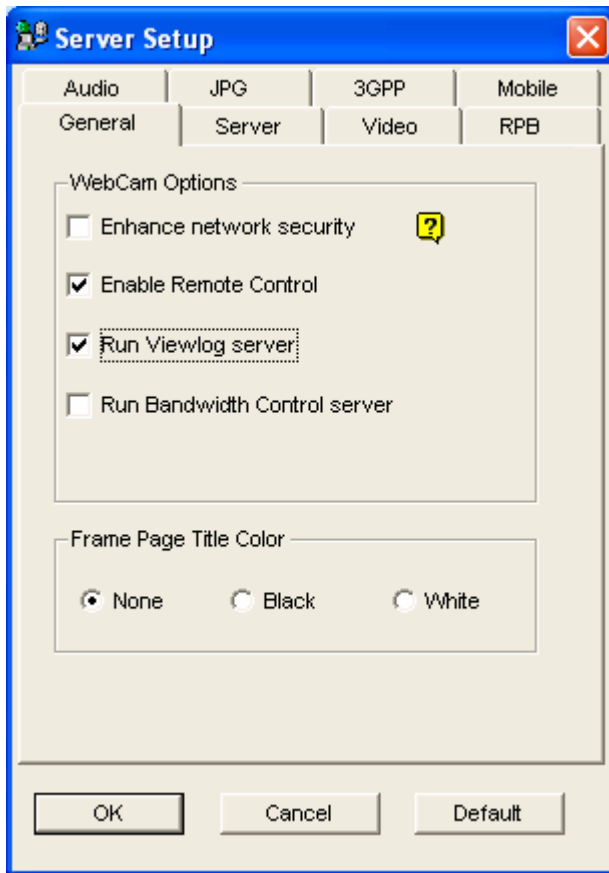 Server Setup
Audio JPG 3GPP Mobile
General Server Video RPB
WebCam Options
Enhance network security ?
Enable Remote Control
Run Viewlog server
Run Bandwidth Control server
Frame Page Title Color
None Black White
OK Cancel Default